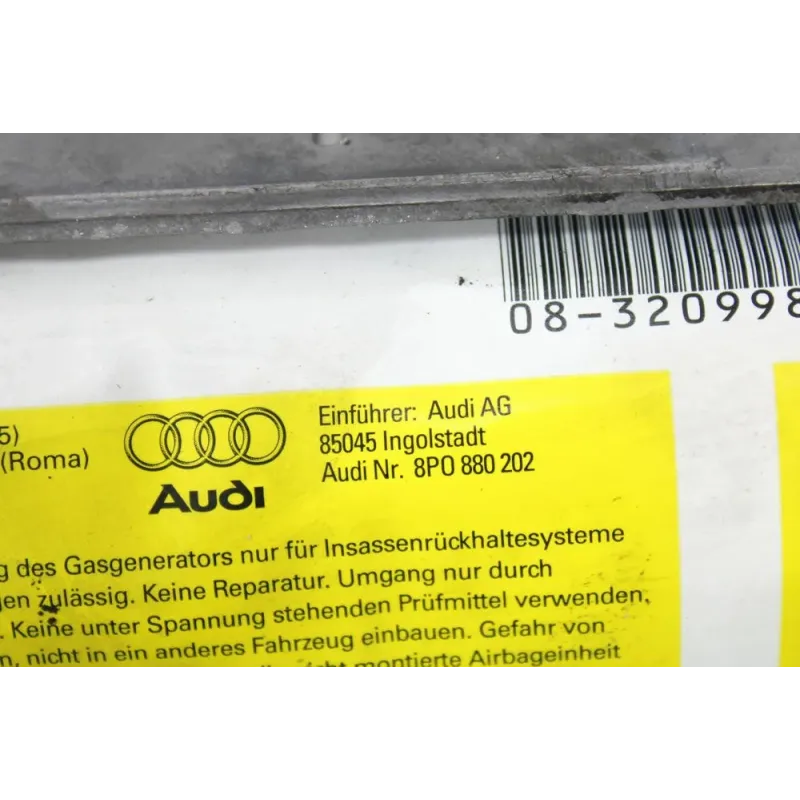 08-320998
5)
(Roma)
Audi
Einführer: Audi AG
85045 Ingolstadt
Audi Nr. 8P0 880 202
des Gasgenerators nur für Insassenrückhaltesysteme
zulässig. Keine Reparatur. Umgang nur durch
. Keine unter Spannung stehenden Prüfmittel verwenden,
n, nicht in ein anderes Fahrzeug einbauen. Gefahr von
nicht montierte Airbageinheit